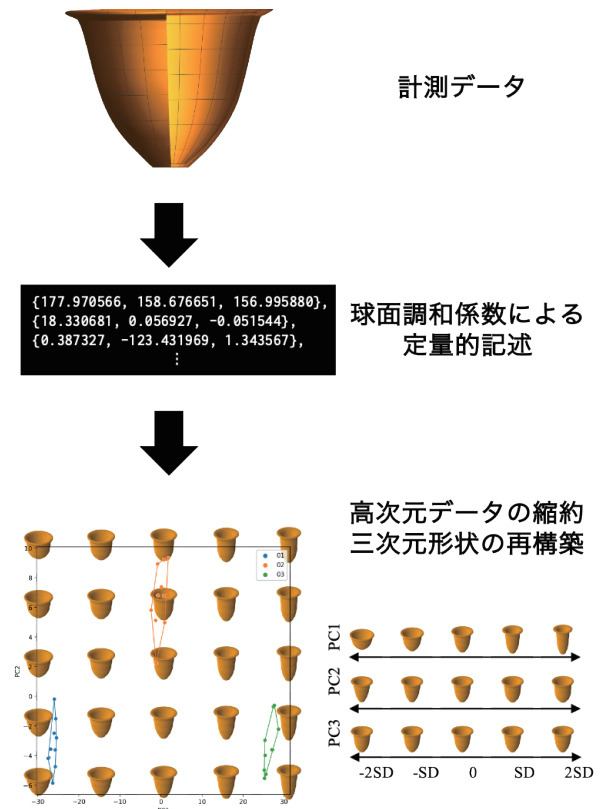 計測データ
{177.970566, 158.676651, 156.995880},
{18.330681, 0.056927, -0.051544},
{0.387327, -123.431969, 1.343567},
⋮
球面調和係数による
定量的記述
高次元データの縮約
三次元形状の再構築
01
02
03
10
8
6
4
2
0
−2
−4
−6
PC2
−30 −20 −10 0 10 20 30
PC1
PC2
PC3
-2SD -SD 0 SD 2SD